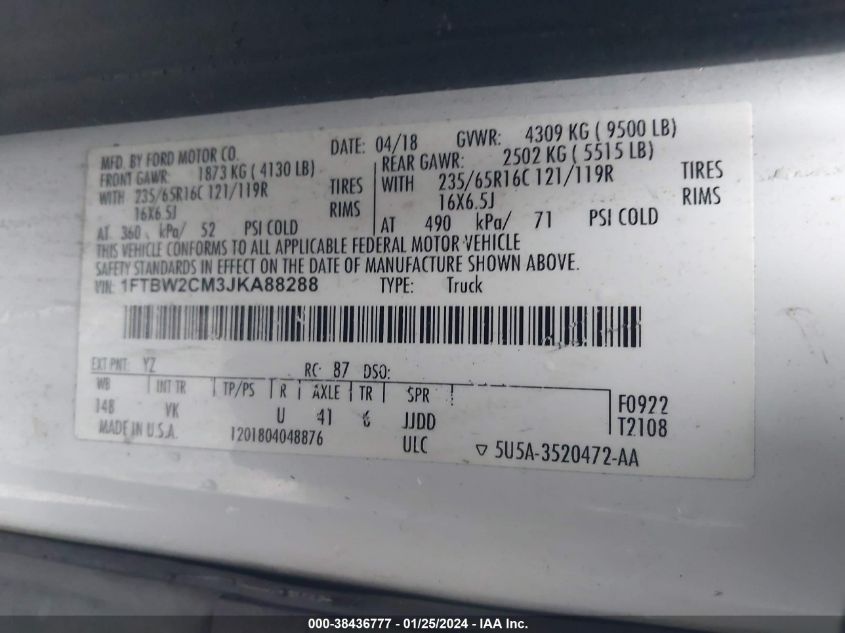 MFD. BY FORD MOTOR CO.
DATE: 04/18
GVWR: 4309 KG ( 9500 LB)
FRONT GAWR: 1873 KG ( 4130 LB)
REAR GAWR: 2502 KG ( 5515 LB)
WITH 235/65R16C 121/119R TIRES
WITH 235/65R16C 121/119R TIRES
16X6.5J RIMS
16X6.5J RIMS
AT 360 kPa/ 52 PSI COLD
AT 490 kPa/ 71 PSI COLD
THIS VEHICLE CONFORMS TO ALL APPLICABLE FEDERAL MOTOR VEHICLE
SAFETY STANDARDS IN EFFECT ON THE DATE OF MANUFACTURE SHOWN ABOVE.
VIN: 1FTBW2CM3JKA88288 TYPE: Truck
EXT PNT: YZ RC: 87 DSO:
WB INT TR TP/PS R AXLE TR SPR
148 VK U 41 6 JJDD
F0922
T2108
MADE IN U.S.A. 1201804048876 ULC
▽ 5U5A-3520472-AA
000-38436777 - 01/25/2024 - IAA Inc.